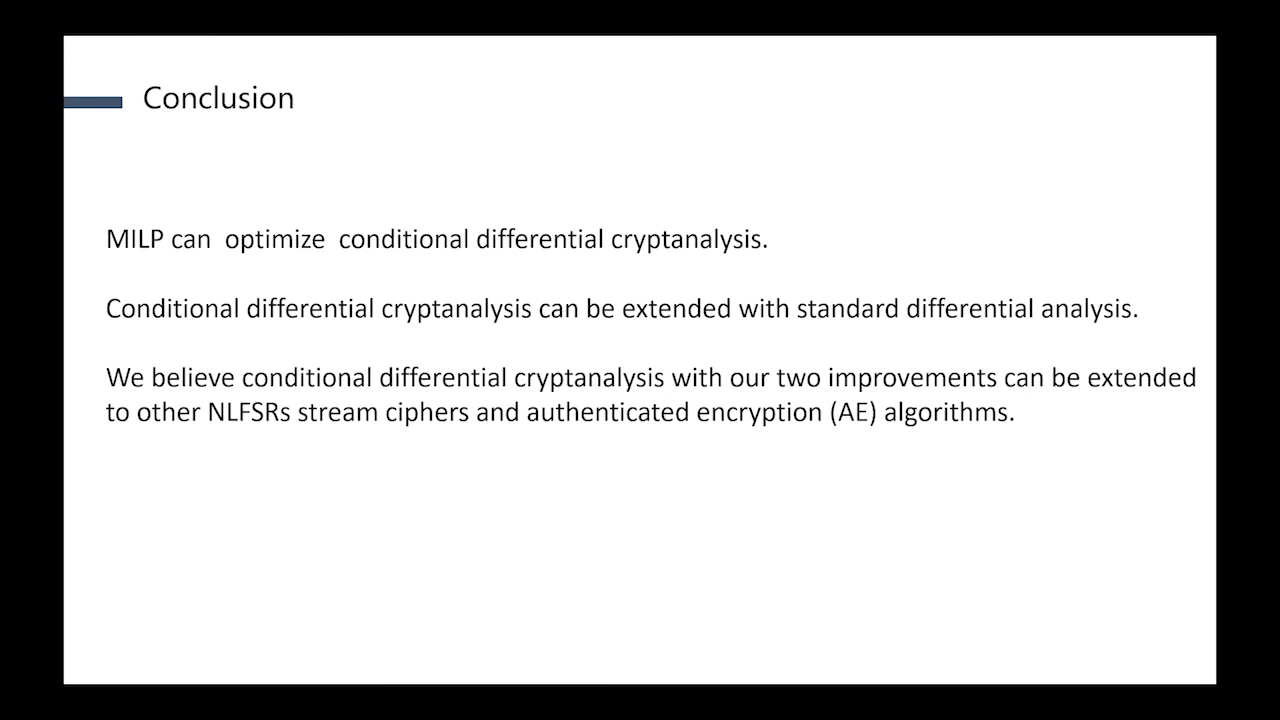 Conclusion
MILP can  optimize  conditional differential cryptanalysis.
Conditional differential cryptanalysis can be extended with standard differential analysis.
We believe conditional differential cryptanalysis with our two improvements can be extended
to other NLFSRs stream ciphers and authenticated encryption (AE) algorithms.